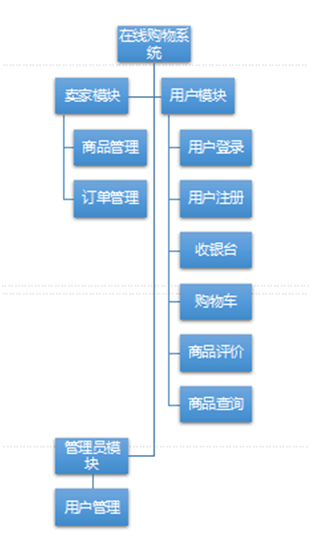 在线购物系
统
卖家模块
用户模块
商品管理
用户登录
订单管理
用户注册
收银台
购物车
商品评价
商品查询
管理员模
块
用户管理